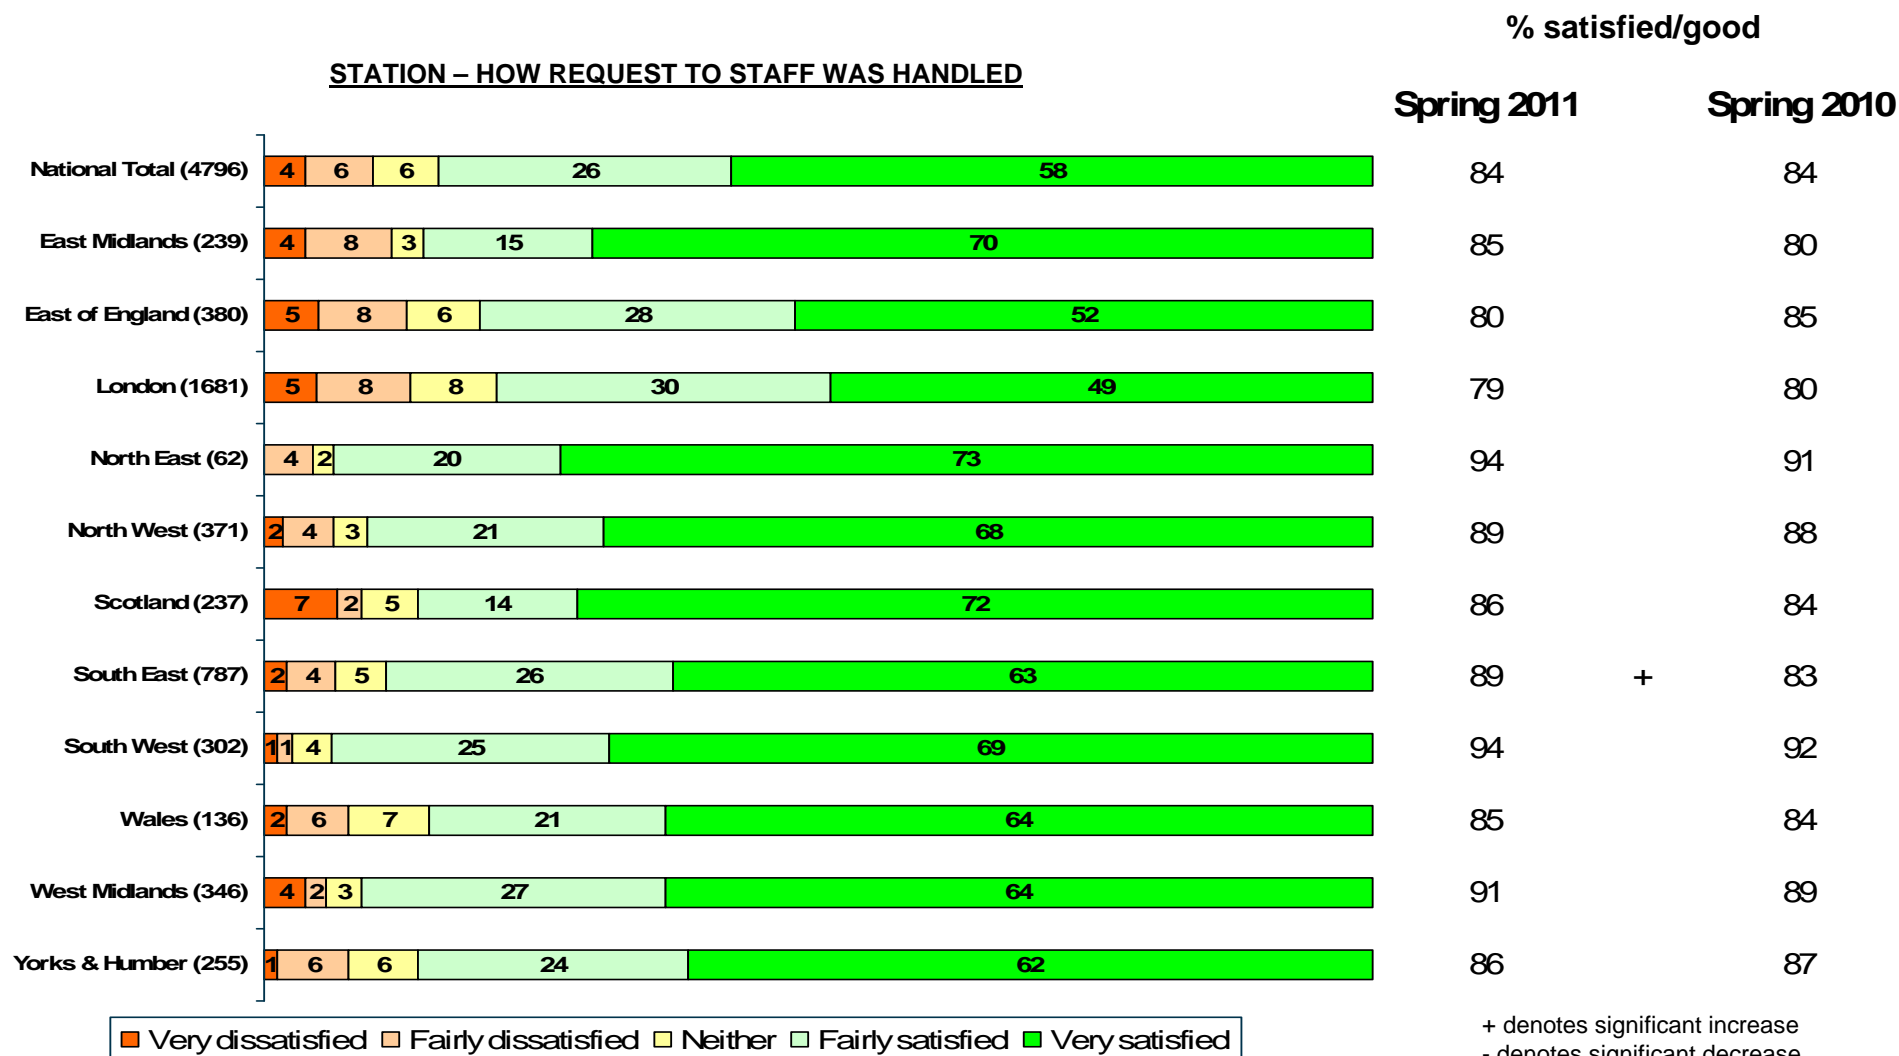 % satisfied/good
STATION – HOW REQUEST TO STAFF WAS HANDLED
Spring 2011 Spring 2010
National Total (4796) 4 6 6 26 58 84 84
East Midlands (239) 4 8 3 15 70 85 80
East of England (380) 5 8 6 28 52 80 85
London (1681) 5 8 8 30 49 79 80
North East (62) 4 2 20 73 94 91
North West (371) 2 4 3 21 68 89 88
Scotland (237) 7 2 5 14 72 86 84
South East (787) 2 4 5 26 63 89 + 83
South West (302) 1 1 4 25 69 94 92
Wales (136) 2 6 7 21 64 85 84
West Midlands (346) 4 2 3 27 64 91 89
Yorks & Humber (255) 1 6 6 24 62 86 87
Very dissatisfied Fairly dissatisfied Neither Fairly satisfied Very satisfied
+ denotes significant increase
- denotes significant decrease